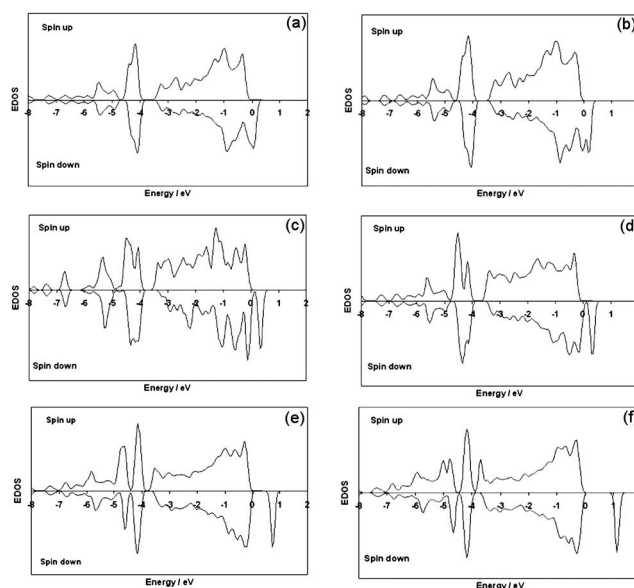 (a)
Spin up
EDOS
-8 -7 -6 -5 -4 -3 -2 -1 0 1 2
Spin down
Energy / eV
(b)
Spin up
EDOS
-8 -7 -6 -5 -4 -3 -2 -1 0 1 2
Spin down
Energy / eV
(c)
Spin up
EDOS
-8 -7 -6 -5 -4 -3 -2 -1 0 1 2
Spin down
Energy / eV
(d)
Spin up
EDOS
-8 -7 -6 -5 -4 -3 -2 -1 0 1 2
Spin down
Energy / eV
(e)
Spin up
EDOS
-8 -7 -6 -5 -4 -3 -2 -1 0 1 2
Spin down
Energy / eV
(f)
Spin up
EDOS
-8 -7 -6 -5 -4 -3 -2 -1 0 1
Spin down
Energy / eV